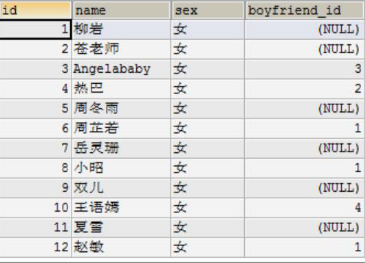 id name sex boyfriend_id
1 柳岩 女 (NULL)
2 苍老师 女 (NULL)
3 Angelababy 女 3
4 热巴 女 2
5 周冬雨 女 (NULL)
6 周芷若 女 1
7 岳灵珊 女 (NULL)
8 小昭 女 1
9 双儿 女 (NULL)
10 王语嫣 女 4
11 夏雪 女 (NULL)
12 赵敏 女 1